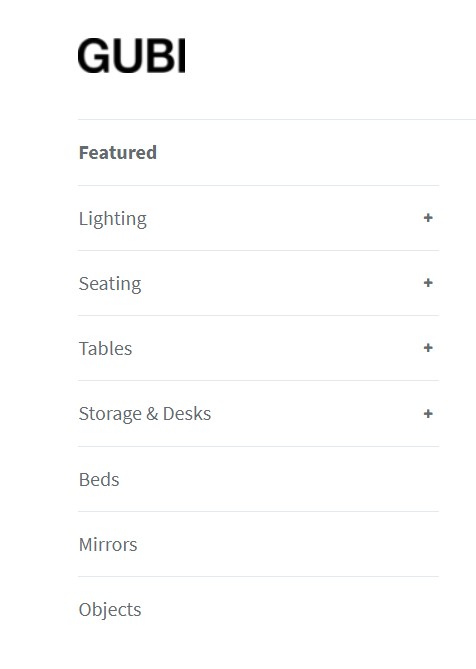 GUBI
Featured
Lighting +
Seating +
Tables +
Storage & Desks +
Beds
Mirrors
Objects